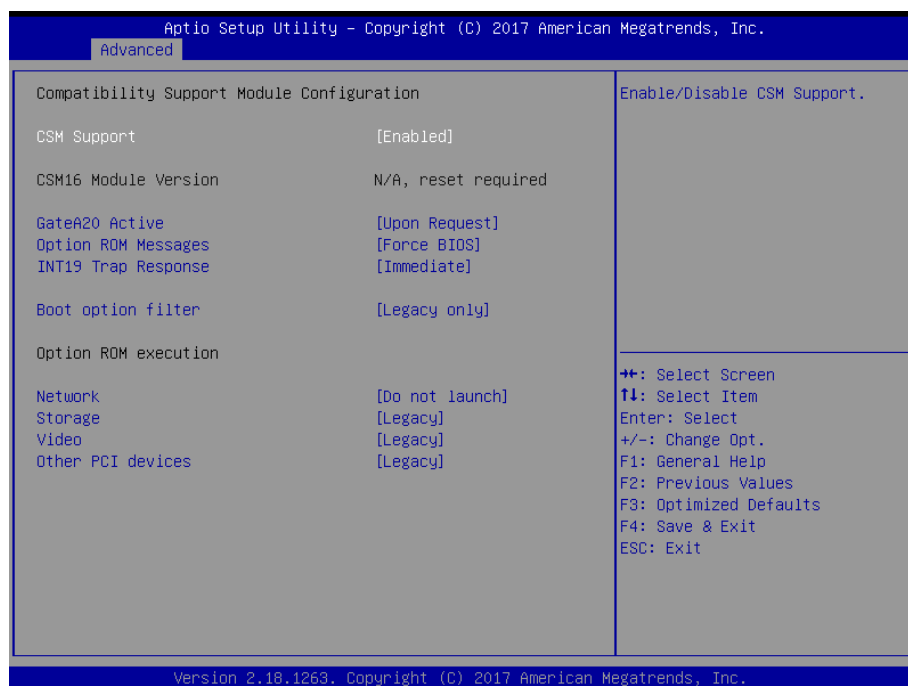 Aptio Setup Utility – Copyright (C) 2017 American Megatrends, Inc.
Advanced
Compatibility Support Module Configuration
CSM Support [Enabled]
CSM16 Module Version N/A, reset required
GateA20 Active [Upon Request]
Option ROM Messages [Force BIOS]
INT19 Trap Response [Immediate]
Boot option filter [Legacy only]
Option ROM execution
Network [Do not launch]
Storage [Legacy]
Video [Legacy]
Other PCI devices [Legacy]
Enable/Disable CSM Support.
→←: Select Screen
↑↓: Select Item
Enter: Select
+/-: Change Opt.
F1: General Help
F2: Previous Values
F3: Optimized Defaults
F4: Save & Exit
ESC: Exit
Version 2.18.1263. Copyright (C) 2017 American Megatrends, Inc.